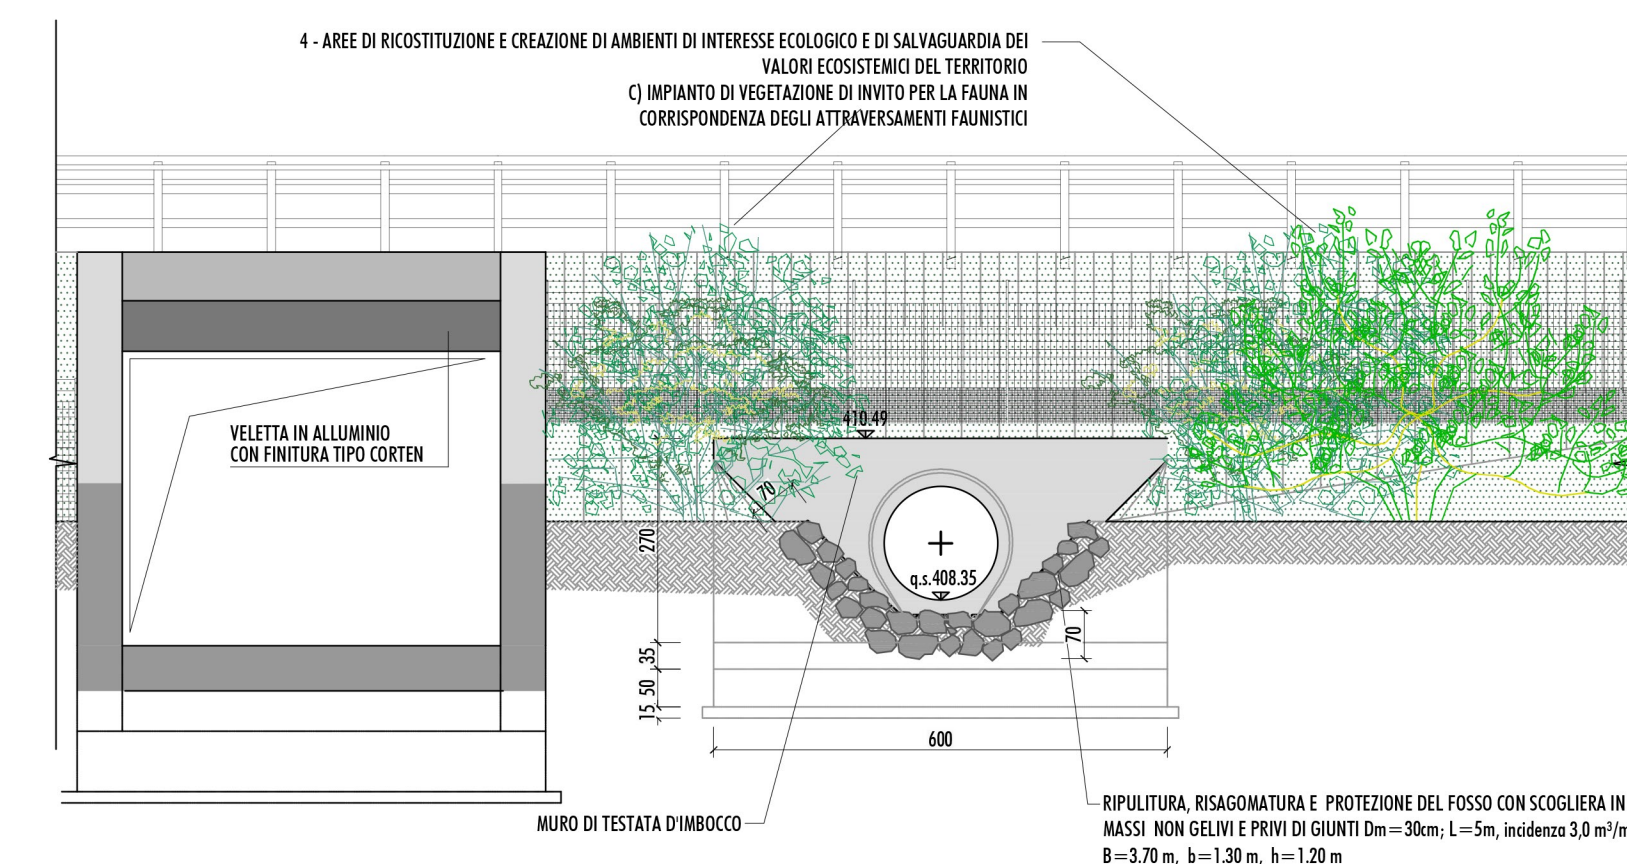 4 - AREE DI RICOSTITUZIONE E CREAZIONE DI AMBIENTI DI INTERESSE ECOLOGICO E DI SALVAGUARDIA DEI
VALORI ECOSISTEMICI DEL TERRITORIO
C) IMPIANTO DI VEGETAZIONE DI INVITO PER LA FAUNA IN
CORRISPONDENZA DEGLI ATTRAVERSAMENTI FAUNISTICI
VELETTA IN ALLUMINIO
CON FINITURA TIPO CORTEN
410.49
70
270
q.s.408.35
70
35
50
15
600
MURO DI TESTATA D'IMBOCCO
RIPULITURA, RISAGOMATURA E PROTEZIONE DEL FOSSO CON SCOGLIERA IN
MASSI NON GELIVI E PRIVI DI GIUNTI Dm=30cm; L=5m, incidenza 3,0 m³/m
B=3.70 m, b=1.30 m, h=1.20 m